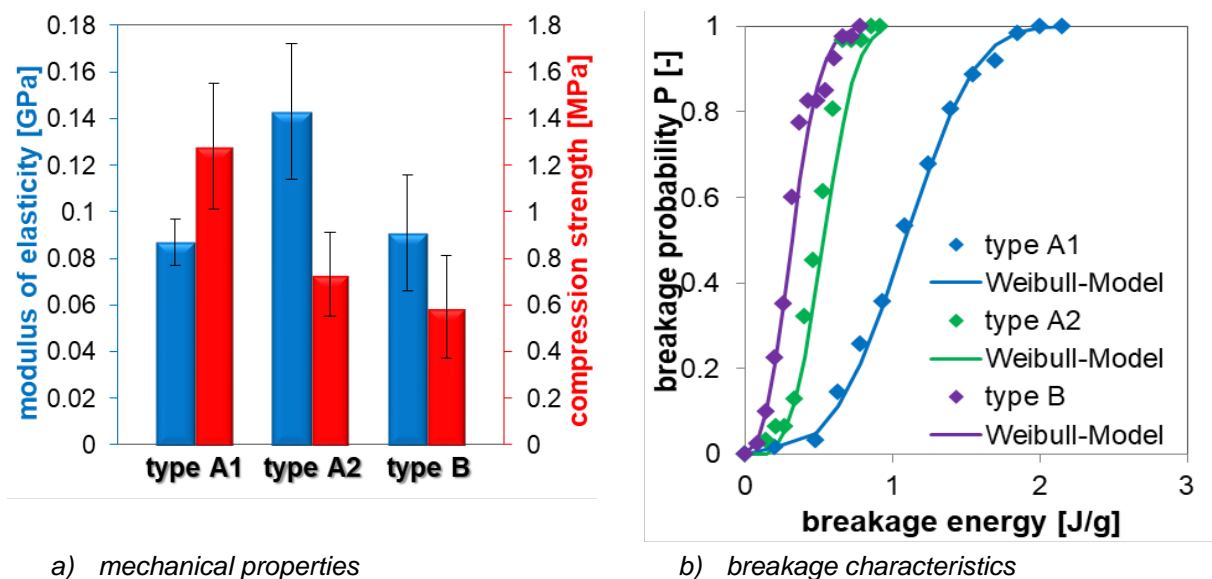 modulus of elasticity [GPa]
0.18
0.16
0.14
0.12
0.1
0.08
0.06
0.04
0.02
0
type A1
type A2
type B
1.8
1.6
1.4
1.2
1
0.8
0.6
0.4
0.2
0
compression strength [MPa]
a) mechanical properties
breakage probability P [-]
1
0.8
0.6
0.4
0.2
0
type A1
Weibull-Model
type A2
Weibull-Model
type B
Weibull-Model
0
1
2
3
breakage energy [J/g]
b) breakage characteristics